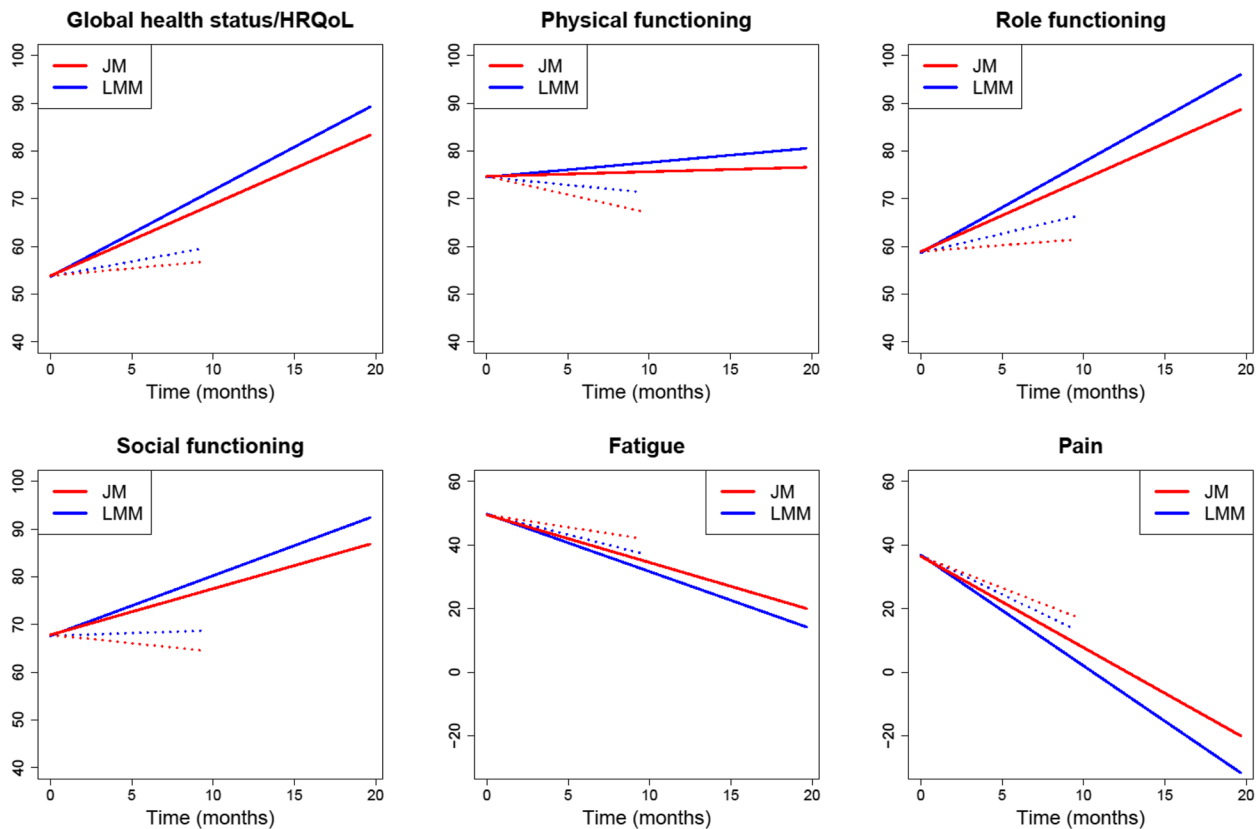 Global health status/HRQoL
JM
LMM
100
90
80
70
60
50
40
0 5 10 15 20
Time (months)
Physical functioning
JM
LMM
100
90
80
70
60
50
40
0 5 10 15 20
Time (months)
Role functioning
JM
LMM
100
90
80
70
60
50
40
0 5 10 15 20
Time (months)
Social functioning
JM
LMM
100
90
80
70
60
50
40
0 5 10 15 20
Time (months)
Fatigue
JM
LMM
60
40
20
0
−20
0 5 10 15 20
Time (months)
Pain
JM
LMM
60
40
20
0
−20
0 5 10 15 20
Time (months)